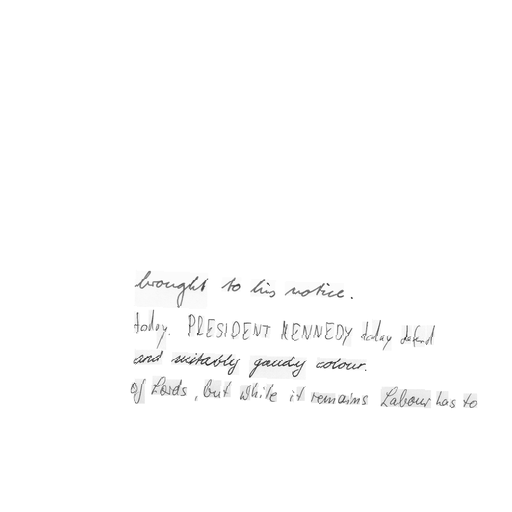 brought to his notice.
today. PRESIDENT KENNEDY today defend
and suitably gaudy colour.
of Lords, but while it remains Labour has to